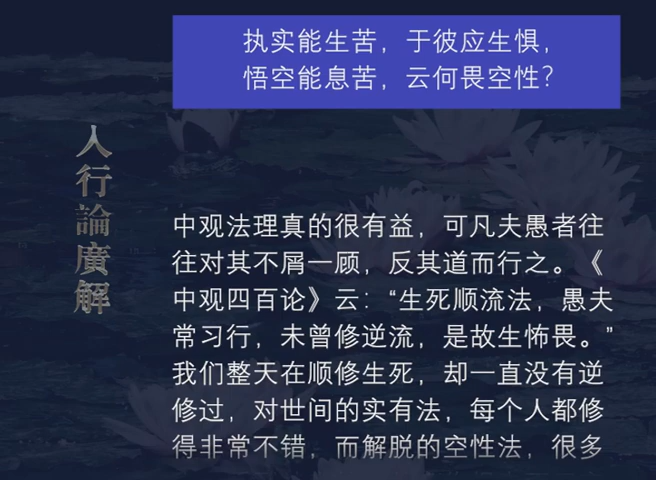 执实能生苦，于彼应生惧，
悟空能息苦，云何畏空性？
入行論廣解
中观法理真的很有益，可凡夫愚者往
往对其不屑一顾，反其道而行之。《
中观四百论》云：“生死顺流法，愚夫
常习行，未曾修逆流，是故生怖畏。”
我们整天在顺修生死，却一直没有逆
修过，对世间的实有法，每个人都修
得非常不错，而解脱的空性法，很多